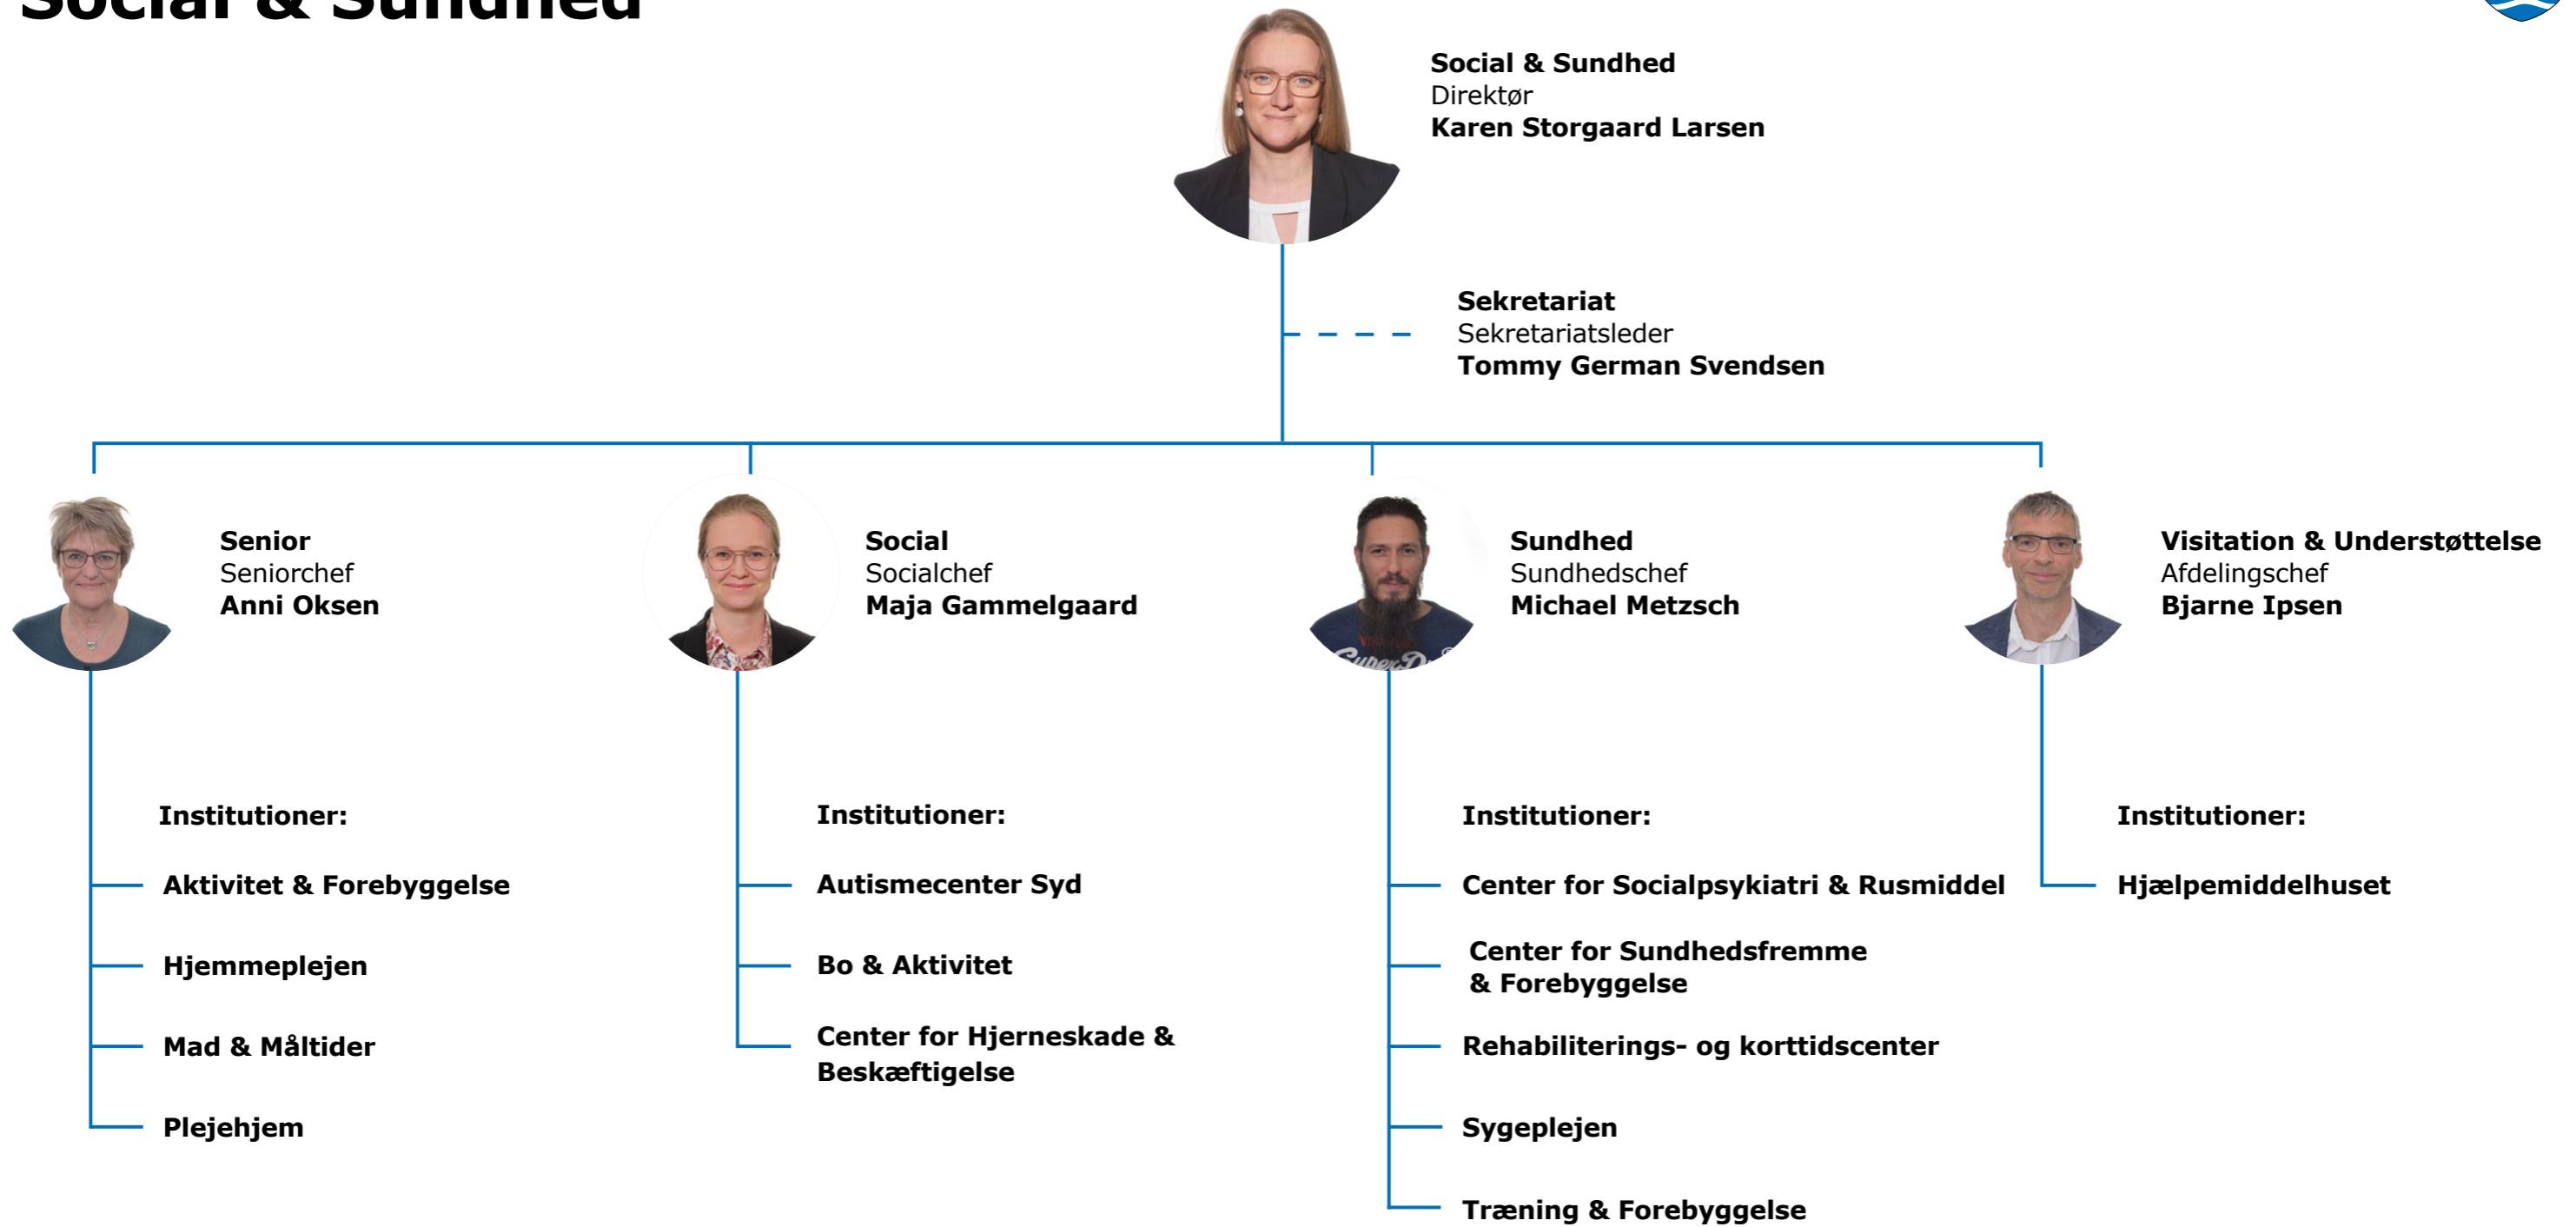 Social & Sundhed
Social & Sundhed
Direktør
Karen Storgaard Larsen
Sekretariat
Sekretariatsleder
Tommy German Svendsen
Senior
Seniorchef
Anni Oksen
Social
Socialchef
Maja Gammelgaard
Sundhed
Sundhedschef
Michael Metzsch
Visitation & Understøttelse
Afdelingschef
Bjarne Ipsen
Institutioner:
Aktivitet & Forebyggelse
Hjemmeplejen
Mad & Måltider
Plejehjem
Institutioner:
Autismecenter Syd
Bo & Aktivitet
Center for Hjerneskade &
Beskæftigelse
Institutioner:
Center for Socialpsykiatri & Rusmiddel
Center for Sundhedsfremme
& Forebyggelse
Rehabiliterings- og korttidscenter
Sygeplejen
Træning & Forebyggelse
Institutioner:
Hjælpemiddelhuset